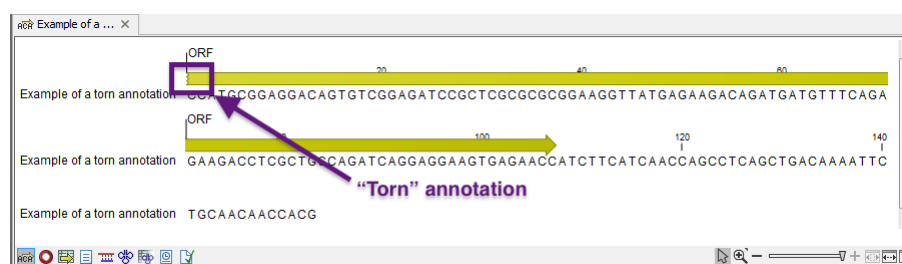 Example of a ...
ORF
20 40 60
Example of a torn annotation CCATGCGGAGGACAGTGTCGGAGATCCGCTCGCGCGCGGAAGGTTATGAGAAGACAGATGATGTTTCAGA
ORF
100 120 140
Example of a torn annotation GAAGACCTCGCTGCCAGATCAGGAGGAAGTGAGAACCATCTTCATCAACCAGCCTCAGCTGACAAAATTC
“Torn” annotation
Example of a torn annotation TGCAACAACCACG